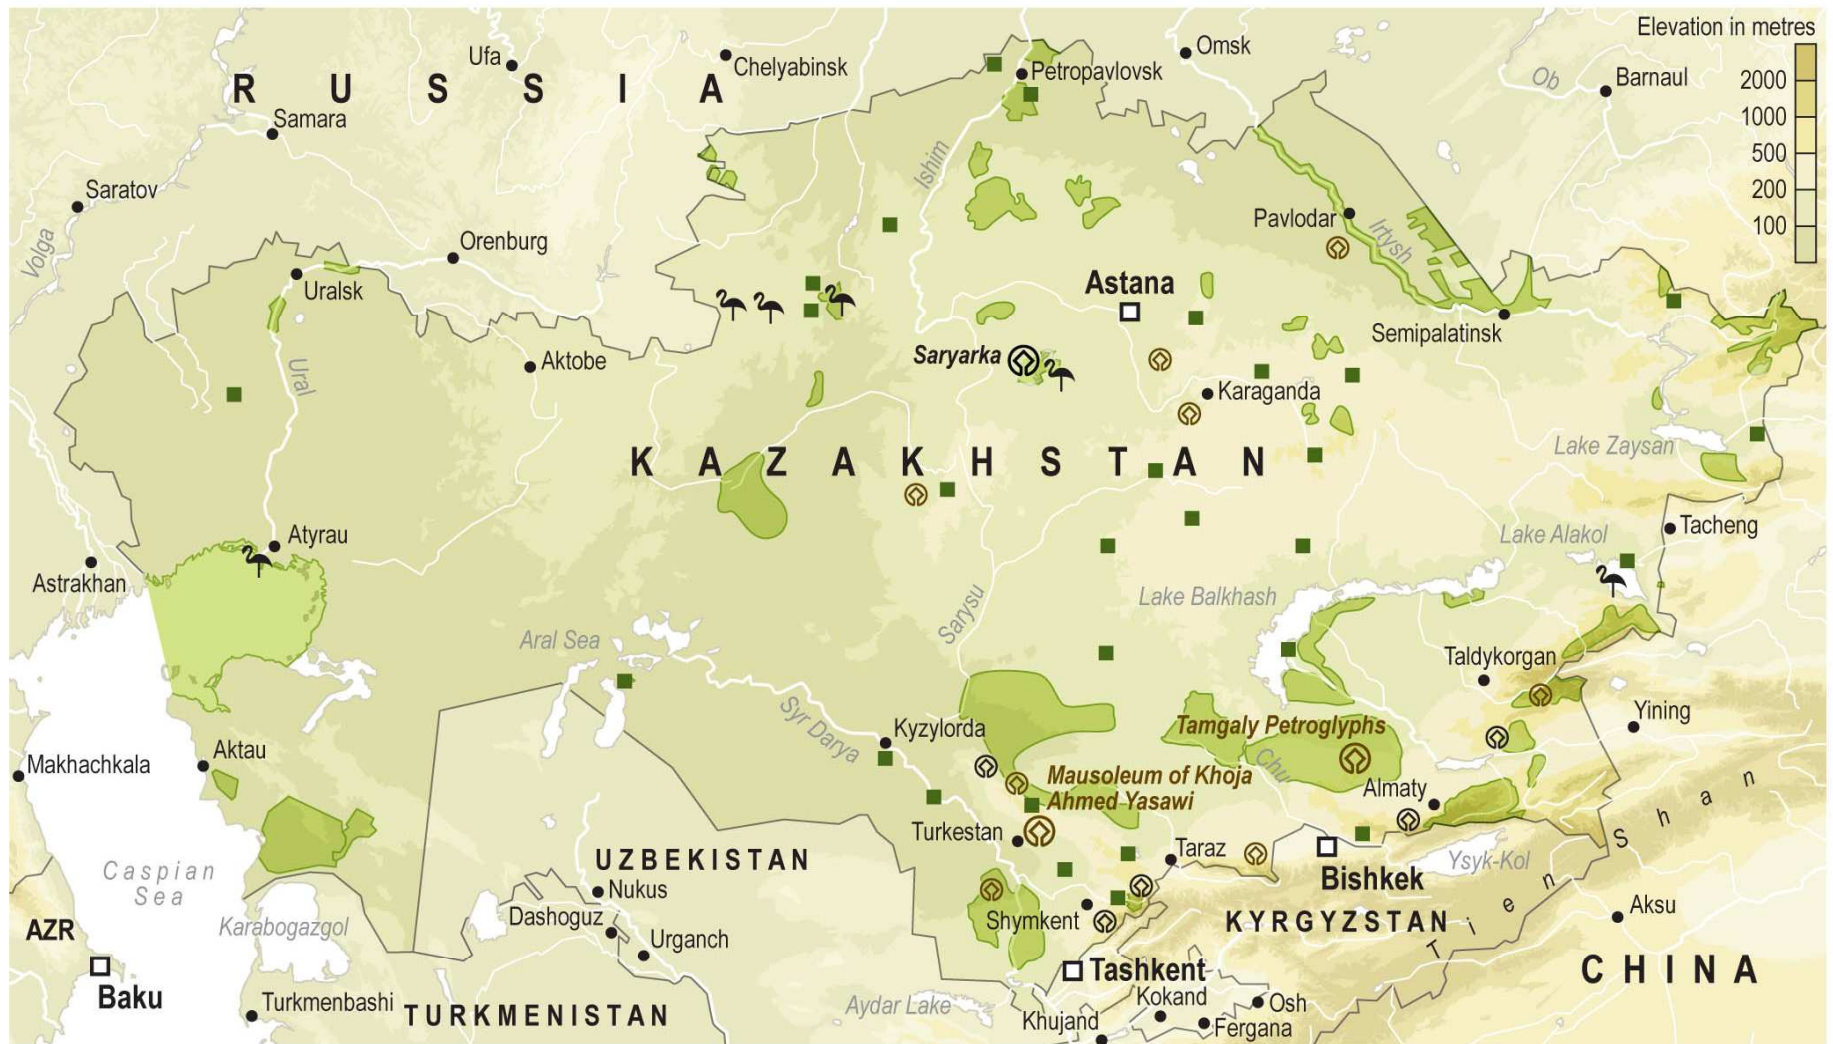 Elevation in metres
2000
1000
500
200
100
RUSSIA
Ufa
Chelyabinsk
Petropavlovsk
Omsk
Ob
Barnaul
Samara
Ishim
Saratov
Volga
Orenburg
Pavlodar
Irtysh
Uralsk
Astana
Semipalatinsk
Ural
Aktobe
Saryarka
Karaganda
KAZAKHSTAN
Lake Zaysan
Atyrau
Lake Alakol
Tacheng
Astrakhan
Lake Balkhash
Sarysu
Aral Sea
Taldykorgan
Syr Darya
Kyzylorda
Tamgaly Petroglyphs
Yining
Aktau
Makhachkala
Chu
Mausoleum of Khoja
Ahmed Yasawi
Almaty
Turkestan
Taraz
Tien Shan
UZBEKISTAN
Bishkek
Ysyk-Kol
Caspian
Sea
Nukus
Dashoguz
Shymkent
KYRGYZSTAN
Aksu
AZR
Karabogazgol
Urganch
Tashkent
CHINA
Baku
Turkmenbashi
TURKMENISTAN
Aydar Lake
Kokand
Osh
Khujand
Fergana